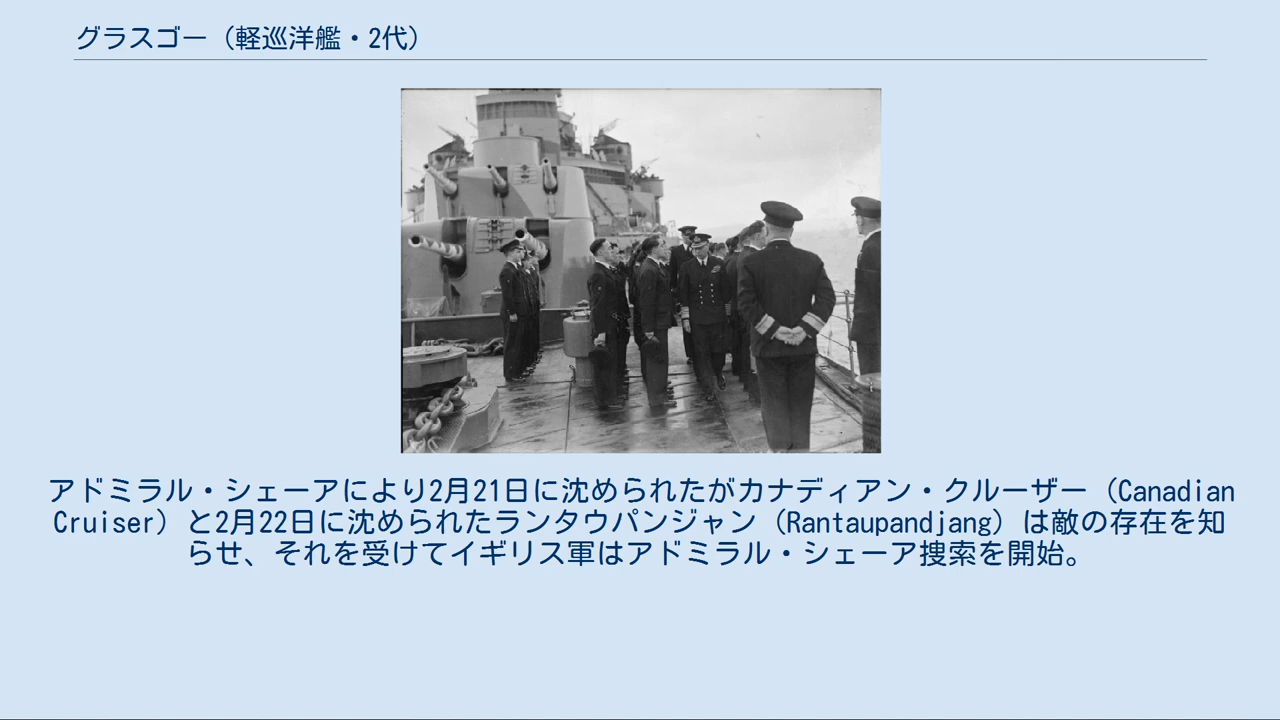 グラスゴー（軽巡洋艦・2代）
アドミラル・シェーアにより2月21日に沈められたがカナディアン・クルーザー（Canadian
Cruiser）と2月22日に沈められたランタウパンジャン（Rantaupandjang）は敵の存在を知
らせ、それを受けてイギリス軍はアドミラル・シェーア捜索を開始。